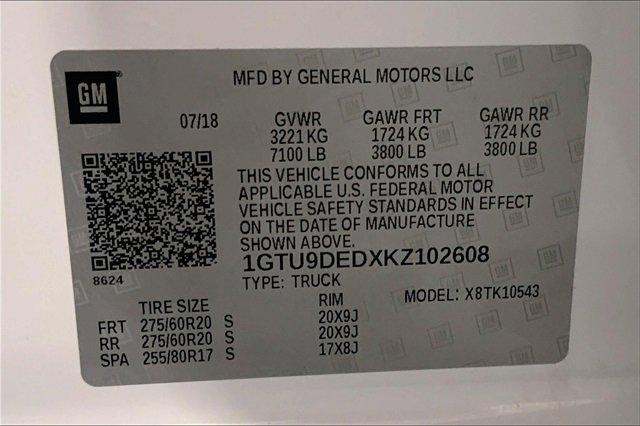 GM
MFD BY GENERAL MOTORS LLC
07/18 GVWR GAWR FRT GAWR RR
3221 KG 1724 KG 1724 KG
7100 LB 3800 LB 3800 LB
THIS VEHICLE CONFORMS TO ALL
APPLICABLE U.S. FEDERAL MOTOR
VEHICLE SAFETY STANDARDS IN EFFECT
ON THE DATE OF MANUFACTURE
SHOWN ABOVE.
1GTU9DEDXKZ102608
8624
TYPE: TRUCK MODEL: X8TK10543
TIRE SIZE RIM
FRT 275/60R20 S 20X9J
RR 275/60R20 S 20X9J
SPA 255/80R17 S 17X8J